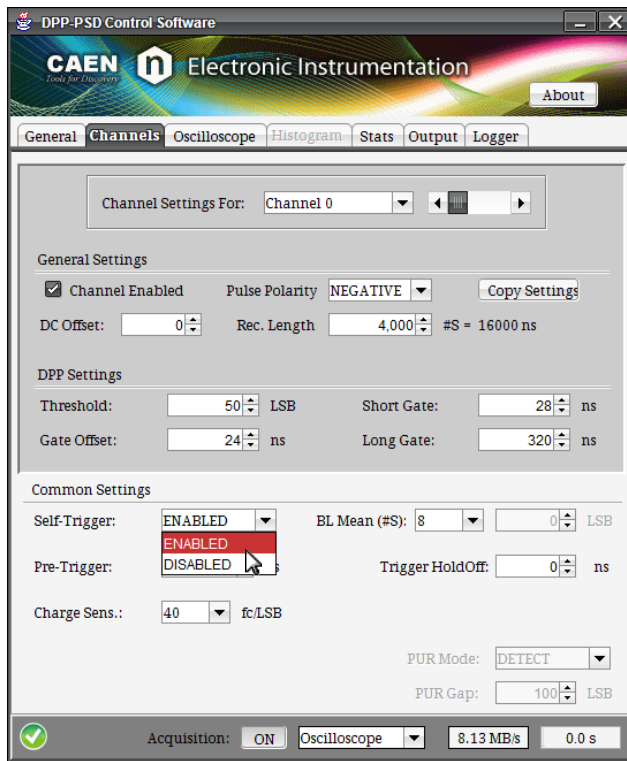 DPP-PSD Control Software
CAEN n Electronic Instrumentation
Tools for Discovery
About
General Channels Oscilloscope Histogram Stats Output Logger
Channel Settings For: Channel 0
General Settings
Channel Enabled Pulse Polarity NEGATIVE Copy Settings
DC Offset: 0 Rec. Length 4,000 #S = 16000 ns
DPP Settings
Threshold: 50 LSB Short Gate: 28 ns
Gate Offset: 24 ns Long Gate: 320 ns
Common Settings
Self-Trigger: ENABLED BL Mean (#S): 8 0 LSB
ENABLED
Pre-Trigger: DISABLED s Trigger HoldOff: 0 ns
Charge Sens.: 40 fc/LSB
PUR Mode: DETECT
PUR Gap: 100 LSB
Acquisition: ON Oscilloscope 8.13 MB/s 0.0 s